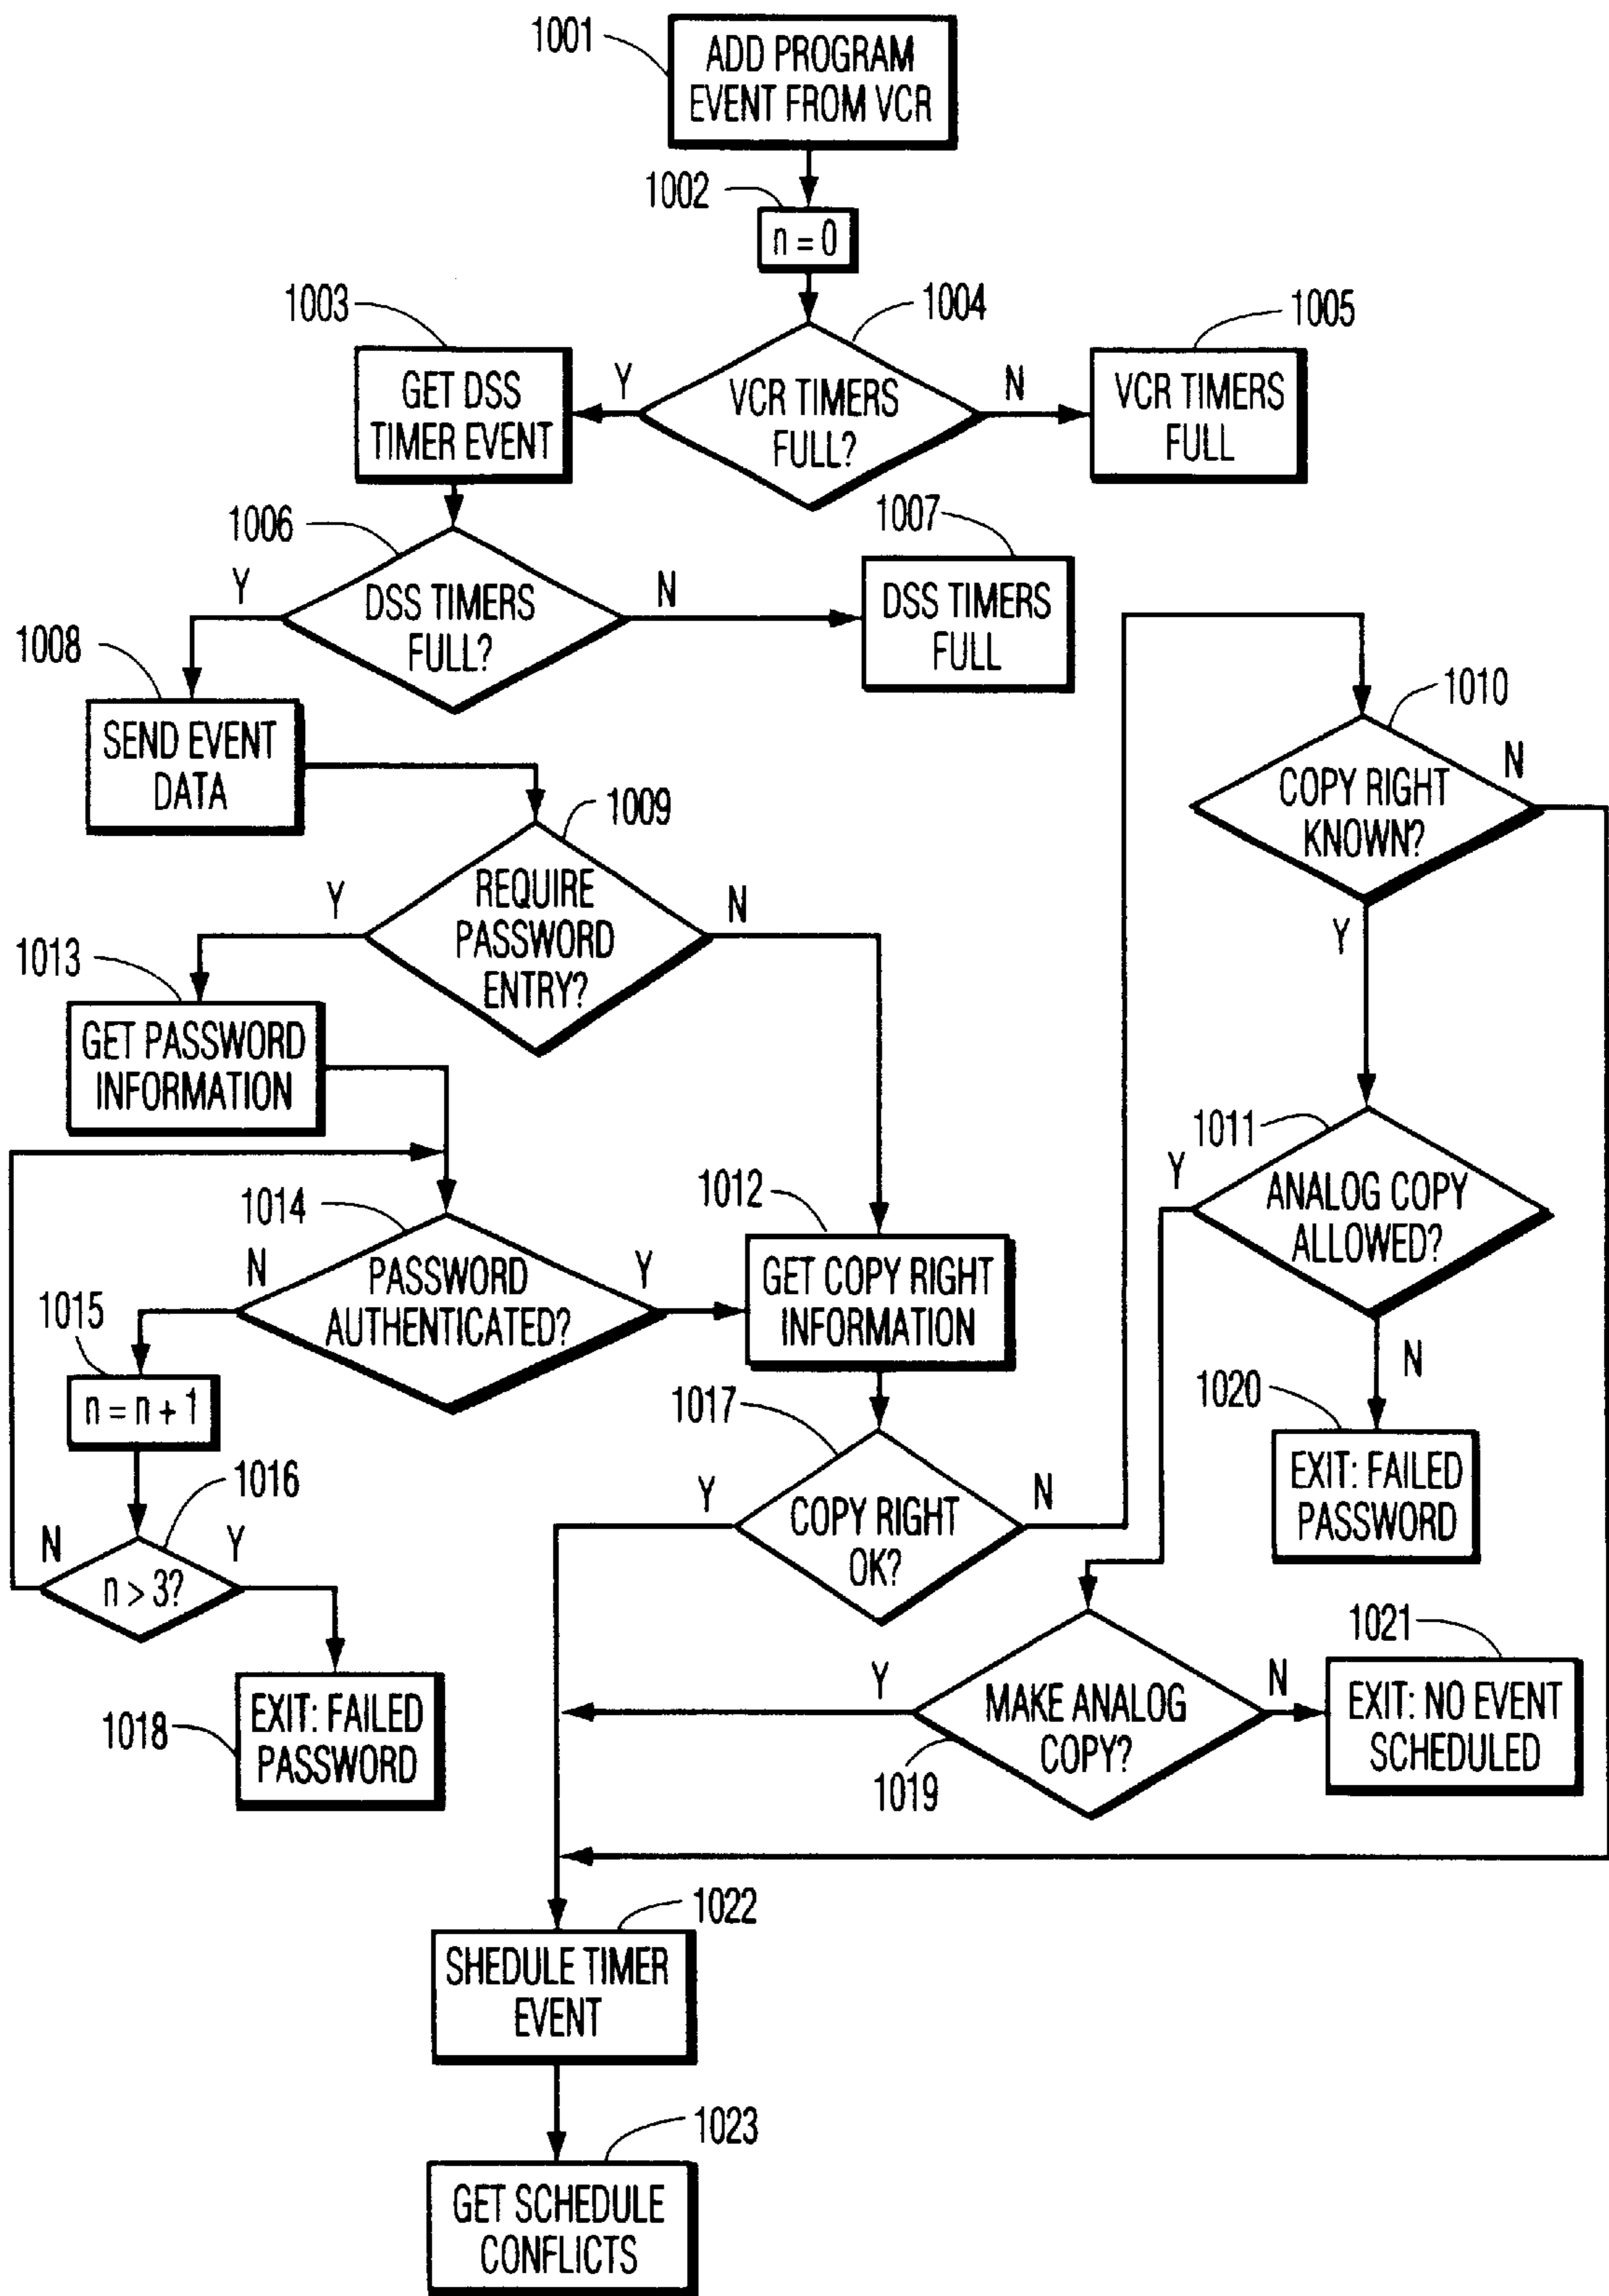 1001
ADD PROGRAM
EVENT FROM VCR
1002
n = 0
1003
GET DSS
TIMER EVENT
Y
1004
VCR TIMERS
FULL?
N
1005
VCR TIMERS
FULL
1006
Y
DSS TIMERS
FULL?
N
1007
DSS TIMERS
FULL
1008
SEND EVENT
DATA
1009
Y
REQUIRE
PASSWORD
ENTRY?
N
1010
COPY RIGHT
KNOWN?
N
Y
1013
GET PASSWORD
INFORMATION
1011
Y
ANALOG COPY
ALLOWED?
N
1014
N
PASSWORD
AUTHENTICATED?
Y
1012
GET COPY RIGHT
INFORMATION
1015
n = n + 1
1016
N
n > 3?
Y
1017
Y
COPY RIGHT
OK?
N
1020
EXIT: FAILED
PASSWORD
1018
EXIT: FAILED
PASSWORD
Y
MAKE ANALOG
COPY?
1019
N
1021
EXIT: NO EVENT
SCHEDULED
1022
SHEDULE TIMER
EVENT
1023
GET SCHEDULE
CONFLICTS